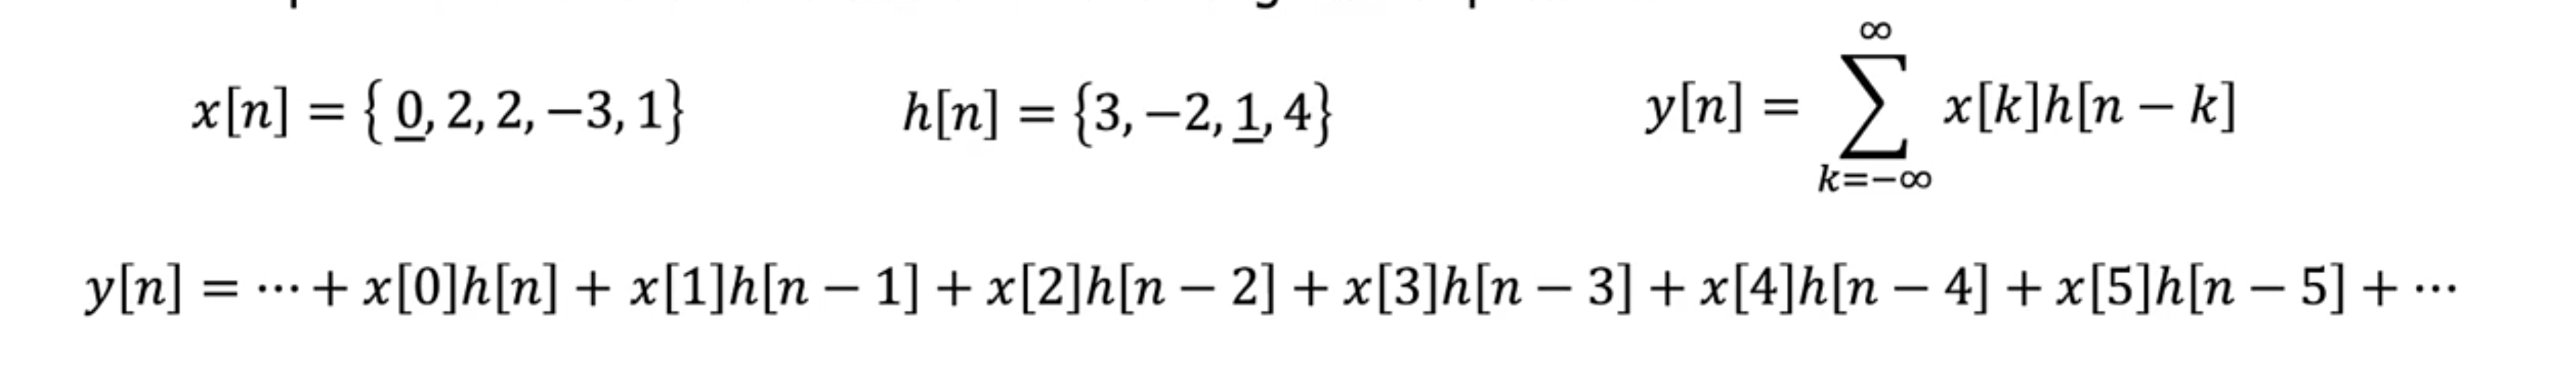 x[n] = { 0, 2, 2, −3, 1}    h[n] = {3, −2, 1, 4}    y[n] = ∑_{k=−∞}^{∞} x[k]h[n − k]
y[n] = ⋯ + x[0]h[n] + x[1]h[n − 1] + x[2]h[n − 2] + x[3]h[n − 3] + x[4]h[n − 4] + x[5]h[n − 5] + ⋯